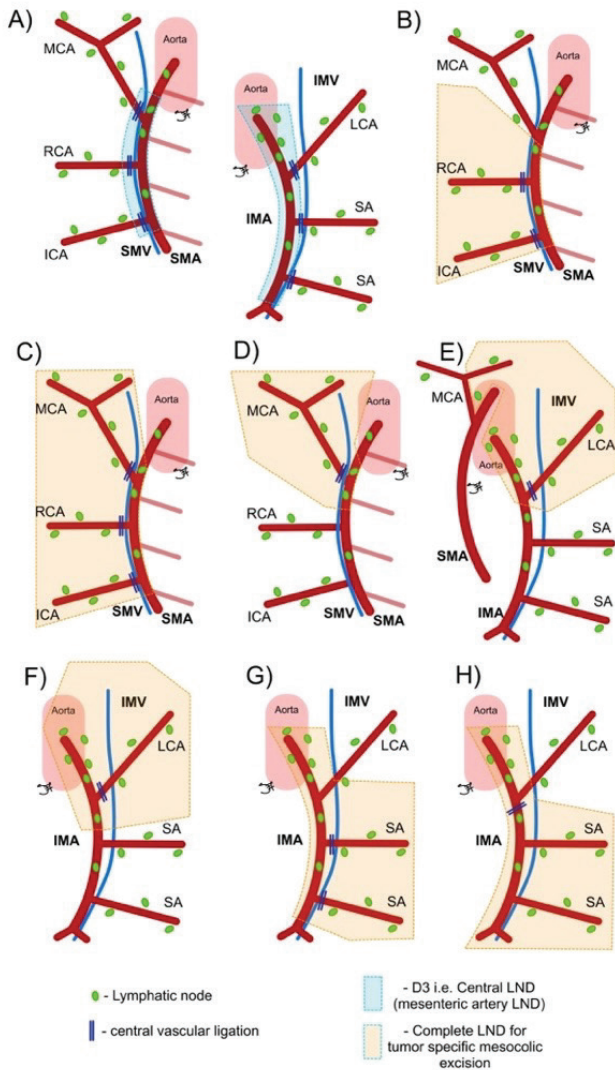 A)
MCA
Aorta
RCA
ICA
SMV
SMA
Aorta
IMV
LCA
IMA
SA
SA
B)
MCA
Aorta
RCA
ICA
SMV
SMA
C)
MCA
Aorta
RCA
ICA
SMV
SMA
D)
MCA
Aorta
RCA
ICA
SMV
SMA
E)
MCA
IMV
LCA
Aorta
SMA
SA
IMA
SA
F)
Aorta
IMV
LCA
IMA
SA
SA
G)
Aorta
IMV
LCA
IMA
SA
SA
H)
Aorta
IMV
LCA
IMA
SA
SA
- Lymphatic node
- central vascular ligation
- D3 i.e. Central LND
(mesenteric artery LND)
- Complete LND for
tumor specific mesocolic
excision